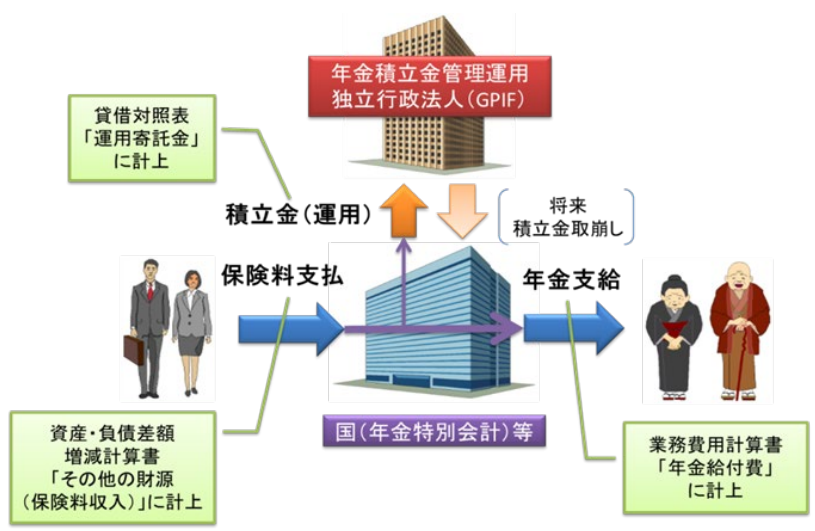 年金積立金管理運用
独立行政法人(GPIF)
貸借対照表
「運用寄託金」
に計上
積立金(運用)
将来
積立金取崩し
保険料支払
年金支給
国(年金特別会計)等
資産・負債差額
増減計算書
「その他の財源
(保険料収入)」に計上
業務費用計算書
「年金給付費」
に計上